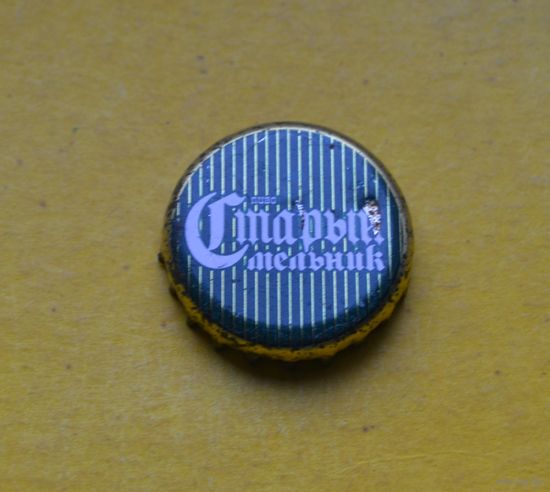 пиво
Старый
мельник